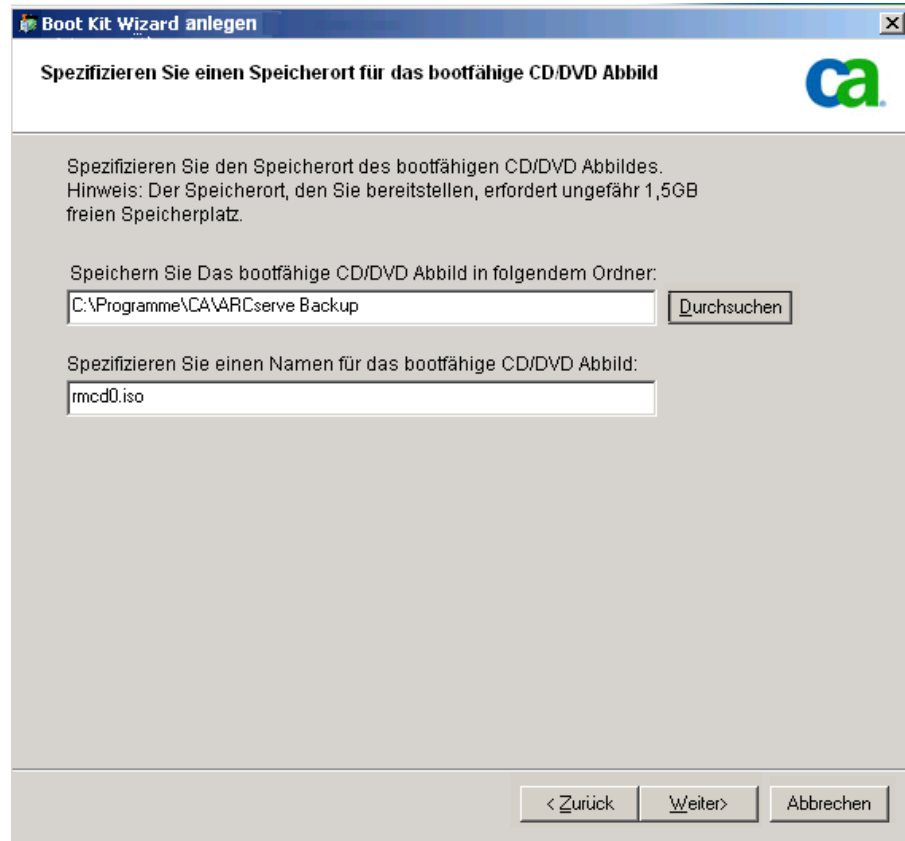 Boot Kit Wizard anlegen
Spezifizieren Sie einen Speicherort für das bootfähige CD/DVD Abbild
ca
Spezifizieren Sie den Speicherort des bootfähigen CD/DVD Abbildes.
Hinweis: Der Speicherort, den Sie bereitstellen, erfordert ungefähr 1,5GB
freien Speicherplatz.
Speichern Sie Das bootfähige CD/DVD Abbild in folgendem Ordner:
C:\Programme\CA\ARCserve Backup
Durchsuchen
Spezifizieren Sie einen Namen für das bootfähige CD/DVD Abbild:
rmcd0.iso
< Zurück
Weiter>
Abbrechen